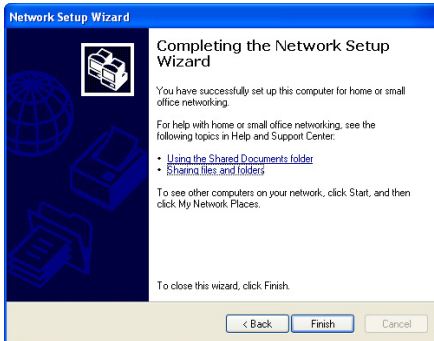 Network Setup Wizard
Completing the Network Setup
Wizard
You have successfully set up this computer for home or small
office networking.
For help with home or small office networking, see the
following topics in Help and Support Center:
• Using the Shared Documents folder
• Sharing files and folders
To see other computers on your network, click Start, and then
click My Network Places.
To close this wizard, click Finish.
< Back Finish Cancel